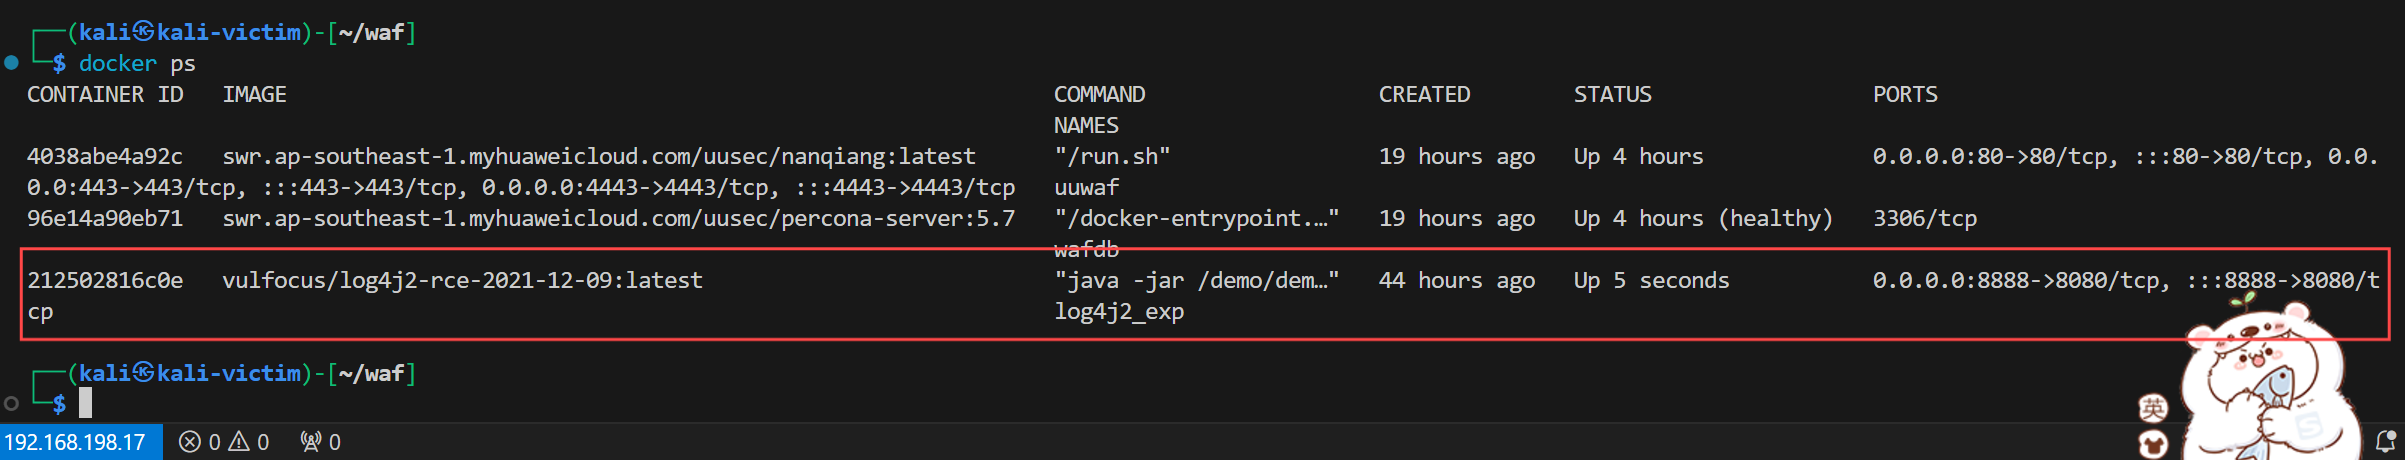 ┌──(kali㉿kali-victim)-[~/waf]
└─$ docker ps
CONTAINER ID   IMAGE   COMMAND   CREATED   STATUS   PORTS
NAMES
4038abe4a92c   swr.ap-southeast-1.myhuaweicloud.com/uusec/nanqiang:latest   "/run.sh"   19 hours ago   Up 4 hours   0.0.0.0:80->80/tcp, :::80->80/tcp, 0.0.
0.0:443->443/tcp, :::443->443/tcp, 0.0.0.0:4443->4443/tcp, :::4443->4443/tcp   uuwaf
96e14a90eb71   swr.ap-southeast-1.myhuaweicloud.com/uusec/percona-server:5.7   "/docker-entrypoint.…"   19 hours ago   Up 4 hours (healthy)   3306/tcp
wafdb
212502816c0e   vulfocus/log4j2-rce-2021-12-09:latest   "java -jar /demo/dem…"   44 hours ago   Up 5 seconds   0.0.0.0:8888->8080/tcp, :::8888->8080/t
cp   log4j2_exp
┌──(kali㉿kali-victim)-[~/waf]
└─$
英
192.168.198.17   0   0   0